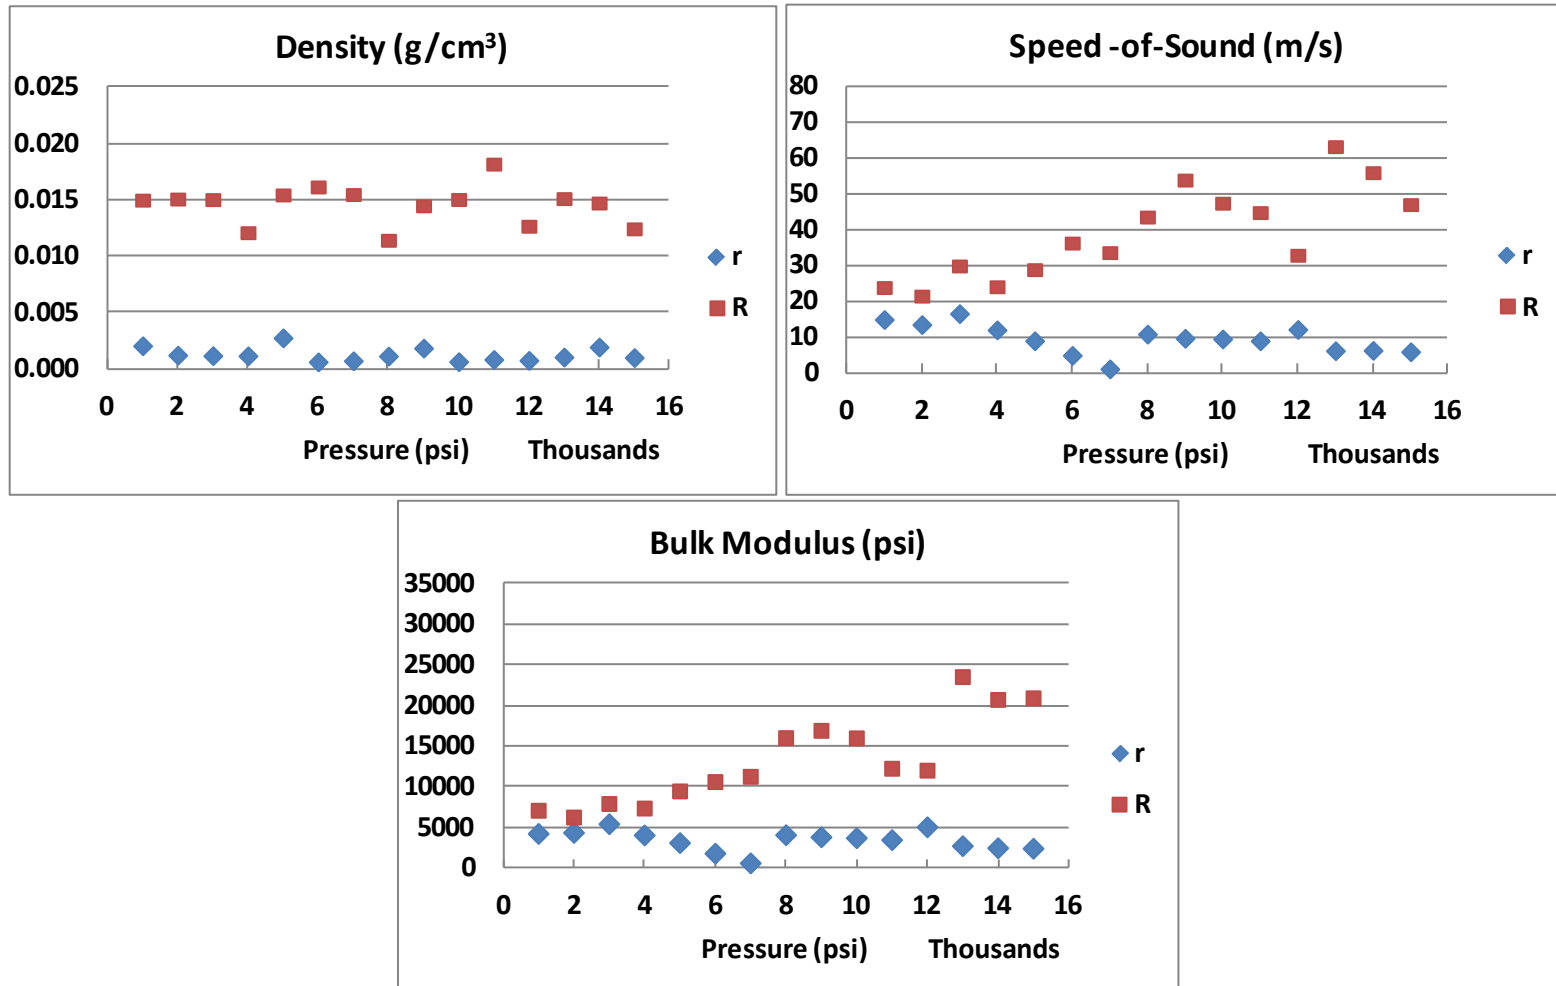 Density (g/cm³)
0.025
0.020
0.015
0.010
0.005
0.000
0 2 4 6 8 10 12 14 16
Pressure (psi) Thousands
r
R
Speed -of-Sound (m/s)
80
70
60
50
40
30
20
10
0
0 2 4 6 8 10 12 14 16
Pressure (psi) Thousands
r
R
Bulk Modulus (psi)
35000
30000
25000
20000
15000
10000
5000
0
0 2 4 6 8 10 12 14 16
Pressure (psi) Thousands
r
R